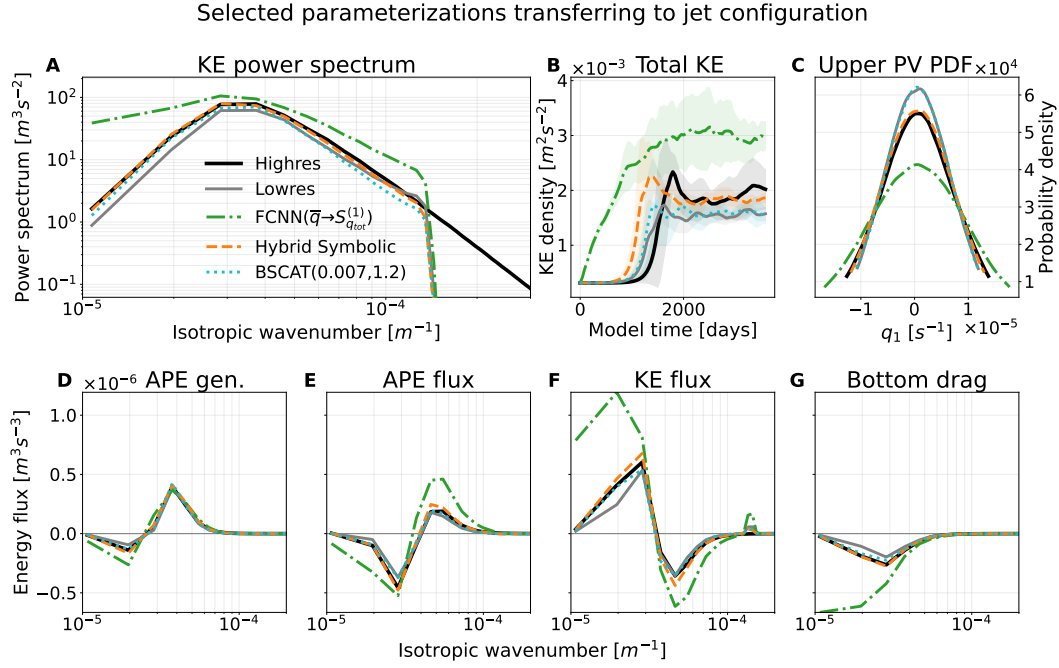 Selected parameterizations transferring to jet configuration
A KE power spectrum
Power spectrum [m³s⁻²]
10²
10¹
10⁰
10⁻¹
Highres
Lowres
FCNN(q̅→S_{q_{tot}}^{(1)})
Hybrid Symbolic
BSCAT(0.007,1.2)
10⁻⁵
10⁻⁴
Isotropic wavenumber [m⁻¹]
B ×10⁻³ Total KE
KE density [m²s⁻²]
4
3
2
1
0
2000
Model time [days]
C Upper PV PDF ×10⁴
Probability density
6
5
4
3
2
1
−1
0
1
q₁ [s⁻¹] ×10⁻⁵
D ×10⁻⁶ APE gen.
Energy flux [m³s⁻³]
1.0
0.5
0.0
−0.5
10⁻⁵
10⁻⁴
E APE flux
10⁻⁵
10⁻⁴
F KE flux
10⁻⁵
10⁻⁴
G Bottom drag
10⁻⁵
10⁻⁴
Isotropic wavenumber [m⁻¹]